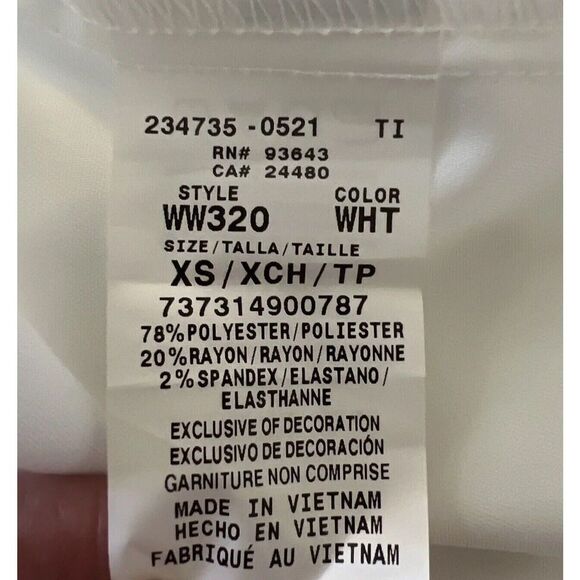 234735 -0521 TI
RN# 93643
CA# 24480
STYLE COLOR
WW320 WHT
SIZE/TALLA/TAILLE
XS/XCH/TP
737314900787
78%POLYESTER/POLIESTER
20%RAYON/RAYON/RAYONNE
2%SPANDEX/ELASTANO/
ELASTHANNE
EXCLUSIVE OF DECORATION
EXCLUSIVO DE DECORACIÓN
GARNITURE NON COMPRISE
MADE IN VIETNAM
HECHO EN VIETNAM
FABRIQUÉ AU VIETNAM